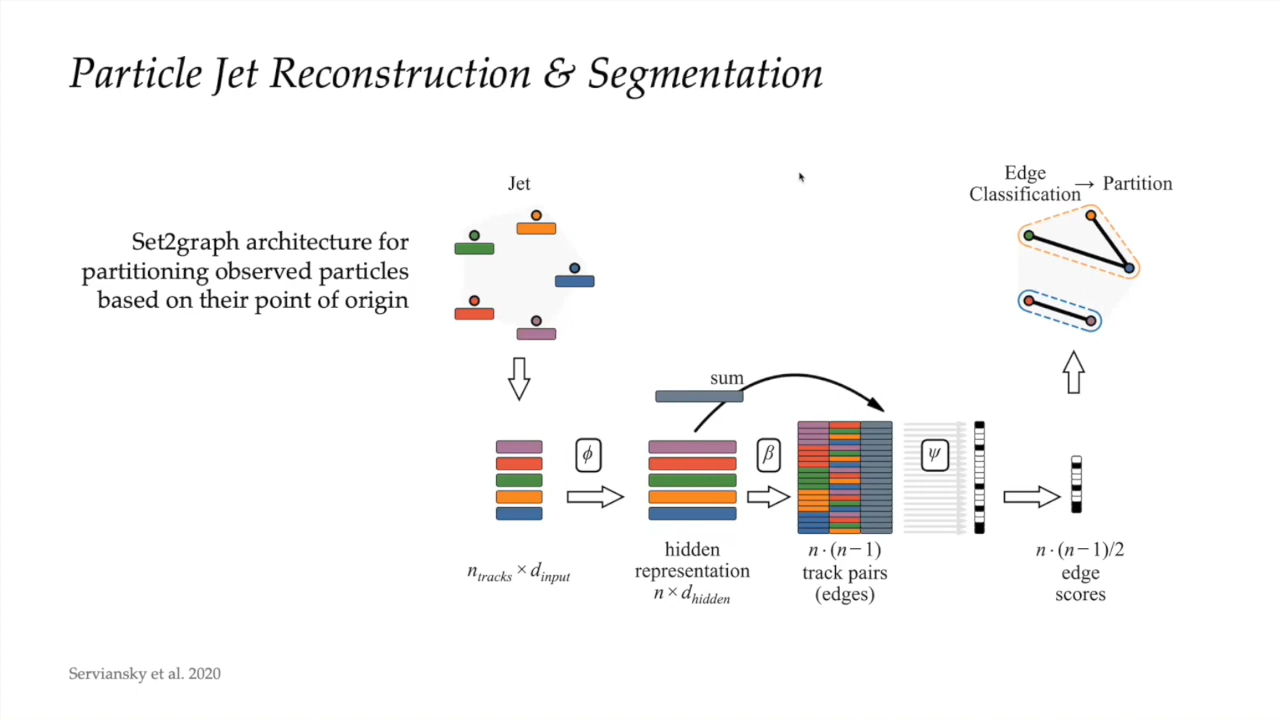 Particle Jet Reconstruction & Segmentation
Set2graph architecture for
partitioning observed particles
based on their point of origin
Jet
Edge
Classification → Partition
sum
ϕ
β
ψ
n_tracks × d_input
hidden
representation
n × d_hidden
n · (n − 1)
track pairs
(edges)
n · (n − 1)/2
edge
scores
Serviansky et al. 2020